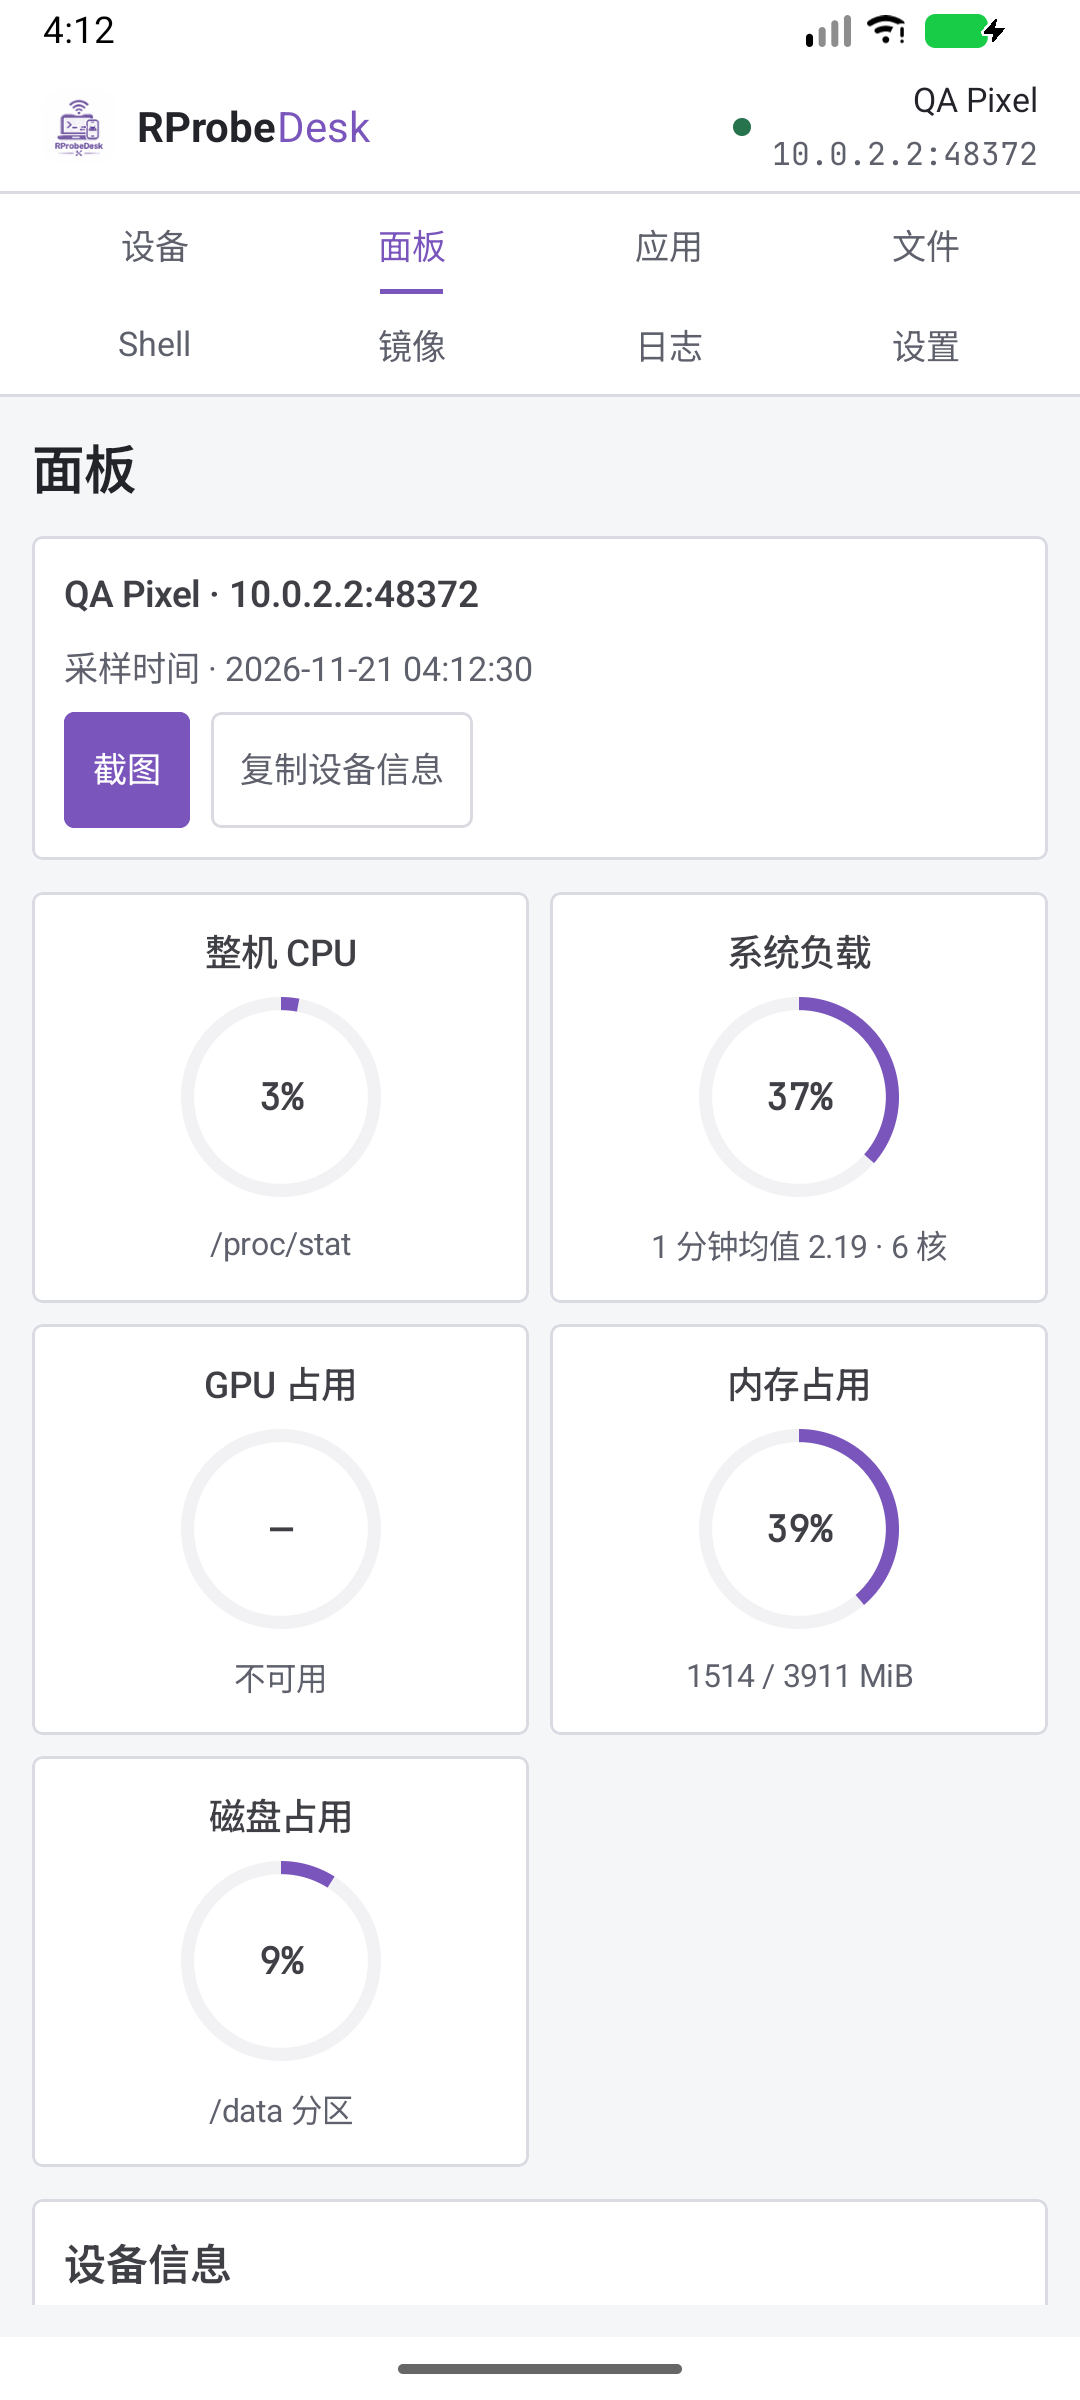 4:12
RProbeDesk
RProbeDesk
QA Pixel
10.0.2.2:48372
设备
面板
应用
文件
Shell
镜像
日志
设置
面板
QA Pixel · 10.0.2.2:48372
采样时间 · 2026-11-21 04:12:30
截图
复制设备信息
整机 CPU
3%
/proc/stat
系统负载
37%
1 分钟均值 2.19 · 6 核
GPU 占用
–
不可用
内存占用
39%
1514 / 3911 MiB
磁盘占用
9%
/data 分区
设备信息